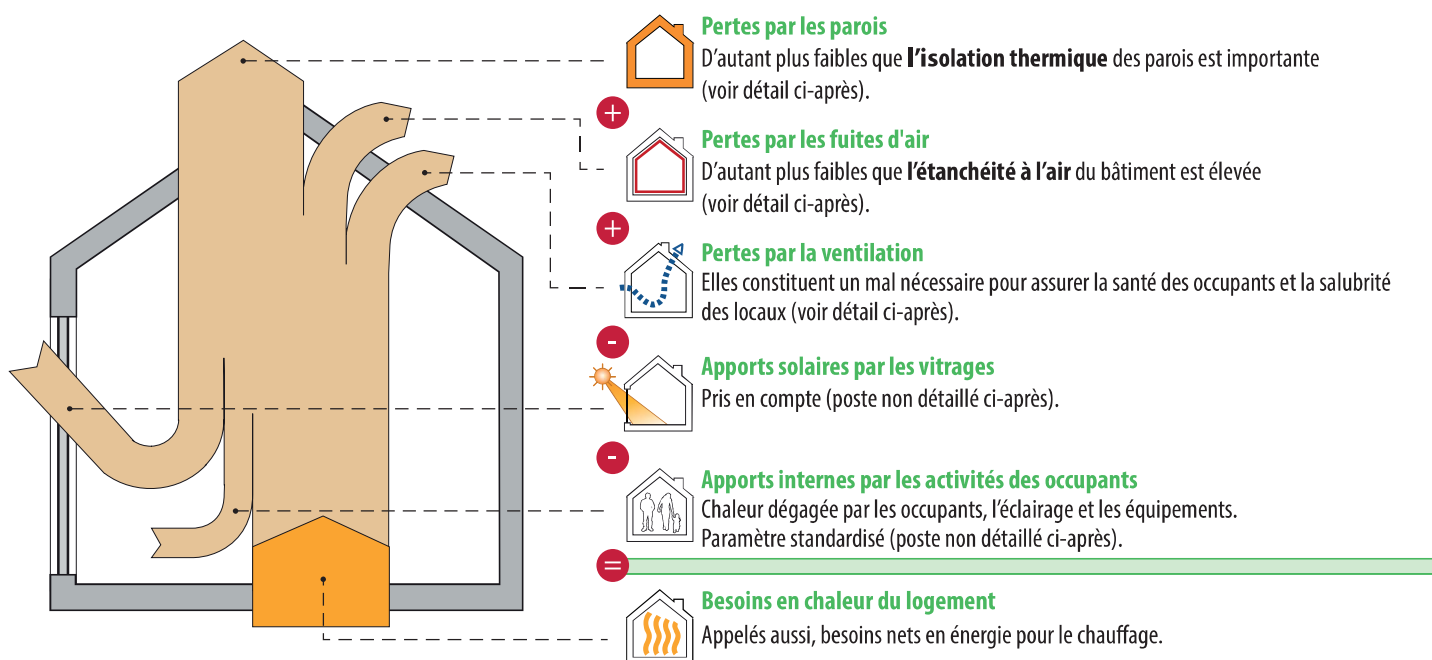 Pertes par les parois
D'autant plus faibles que l'isolation thermique des parois est importante
(voir détail ci-après).
+
Pertes par les fuites d'air
D'autant plus faibles que l'étanchéité à l'air du bâtiment est élevée
(voir détail ci-après).
+
Pertes par la ventilation
Elles constituent un mal nécessaire pour assurer la santé des occupants et la salubrité
des locaux (voir détail ci-après).
-
Apports solaires par les vitrages
Pris en compte (poste non détaillé ci-après).
-
Apports internes par les activités des occupants
Chaleur dégagée par les occupants, l'éclairage et les équipements.
Paramètre standardisé (poste non détaillé ci-après).
=
Besoins en chaleur du logement
Appelés aussi, besoins nets en énergie pour le chauffage.